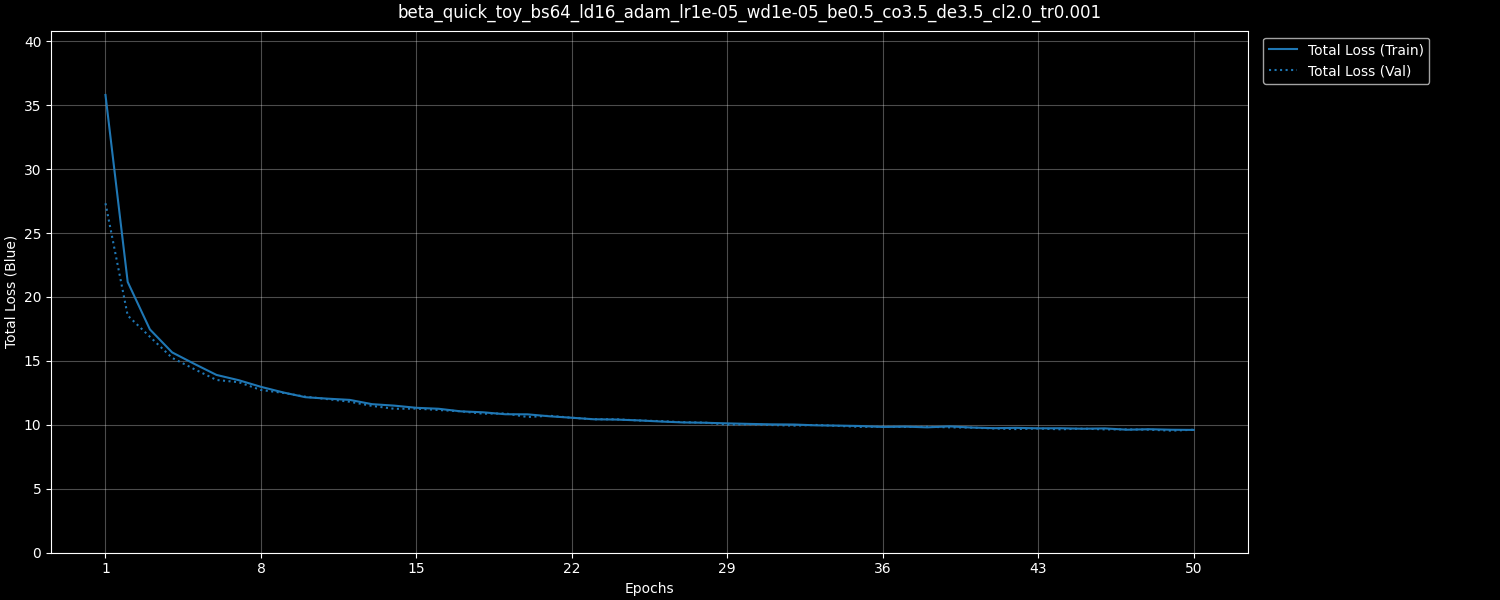 beta_quick_toy_bs64_ld16_adam_lr1e-05_wd1e-05_be0.5_co3.5_de3.5_cl2.0_tr0.001
Total Loss (Train)
Total Loss (Val)
Total Loss (Blue)
40
35
30
25
20
15
10
5
0
1 8 15 22 29 36 43 50
Epochs